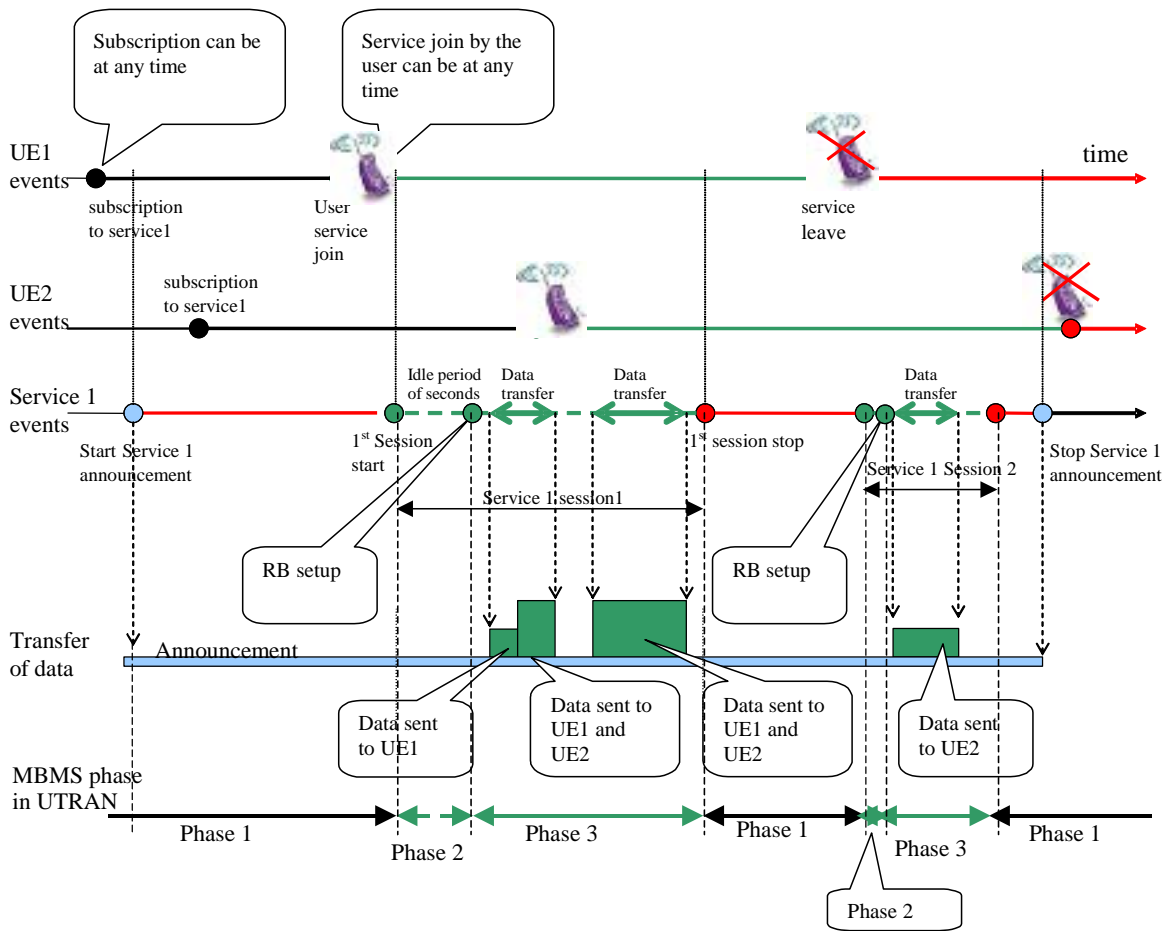 Subscription can be
at any time
Service join by the
user can be at any
time
UE1
events
time
subscription
to service1
User
service
join
service
leave
UE2
events
subscription
to service1
Service 1
events
Idle period
of seconds
Data
transfer
Data
transfer
Data
transfer
Start Service 1
announcement
1st Session
start
1st session stop
Service 1 Session 2
Stop Service 1
announcement
Service 1 session1
RB setup
RB setup
Transfer
of data
Announcement
Data sent
to UE1
Data sent to
UE1 and
UE2
Data sent to
UE1 and
UE2
Data sent
to UE2
MBMS phase
in UTRAN
Phase 1
Phase 2
Phase 3
Phase 1
Phase 3
Phase 1
Phase 2